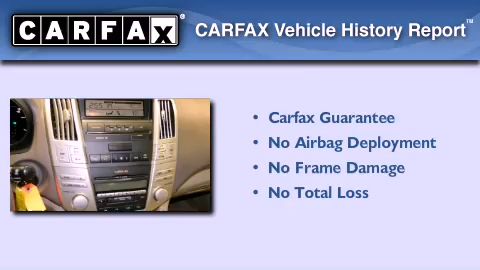 CARFAX® CARFAX Vehicle History Report™
• Carfax Guarantee
• No Airbag Deployment
• No Frame Damage
• No Total Loss